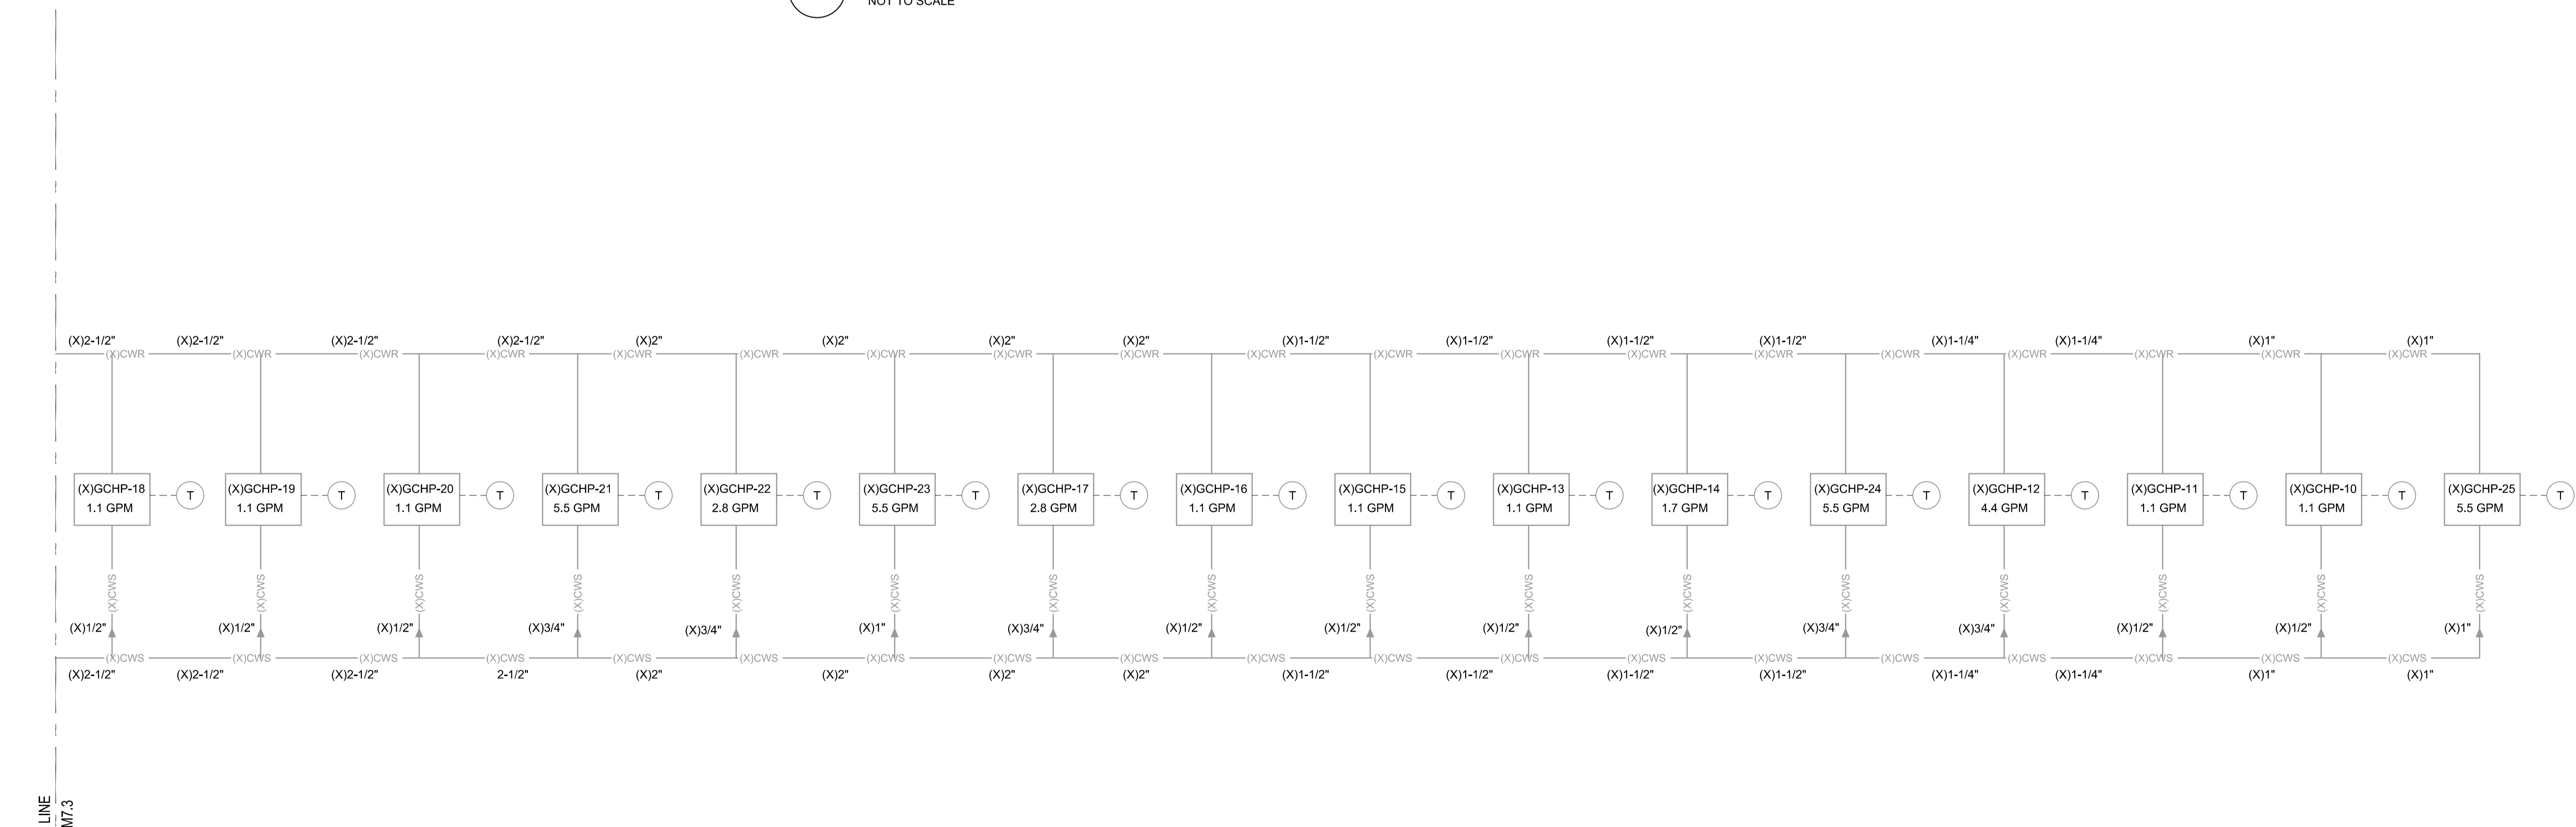 NOT TO SCALE
(X)2-1/2" (X)2-1/2" (X)2-1/2" (X)2-1/2" (X)2" (X)2" (X)2" (X)2" (X)1-1/2" (X)1-1/2" (X)1-1/2" (X)1-1/2" (X)1-1/4" (X)1-1/4" (X)1" (X)1"
(X)CWR (X)CWR (X)CWR (X)CWR (X)CWR (X)CWR (X)CWR (X)CWR (X)CWR (X)CWR (X)CWR (X)CWR (X)CWR (X)CWR (X)CWR (X)CWR (X)CWR (X)CWR (X)CWR
(X)GCHP-18 T (X)GCHP-19 T (X)GCHP-20 T (X)GCHP-21 T (X)GCHP-22 T (X)GCHP-23 T (X)GCHP-17 T (X)GCHP-16 T (X)GCHP-15 T (X)GCHP-13 T (X)GCHP-14 T (X)GCHP-24 T (X)GCHP-12 T (X)GCHP-11 T (X)GCHP-10 T (X)GCHP-25 T
1.1 GPM 1.1 GPM 1.1 GPM 5.5 GPM 2.8 GPM 5.5 GPM 2.8 GPM 1.1 GPM 1.1 GPM 1.1 GPM 1.7 GPM 5.5 GPM 4.4 GPM 1.1 GPM 1.1 GPM 5.5 GPM
(X)CWS (X)CWS (X)CWS (X)CWS (X)CWS (X)CWS (X)CWS (X)CWS (X)CWS (X)CWS (X)CWS (X)CWS (X)CWS (X)CWS (X)CWS (X)CWS
(X)1/2" (X)1/2" (X)1/2" (X)3/4" (X)3/4" (X)1" (X)3/4" (X)1/2" (X)1/2" (X)1/2" (X)1/2" (X)3/4" (X)3/4" (X)1/2" (X)1/2" (X)1"
(X)CWS (X)CWS (X)CWS (X)CWS (X)CWS (X)CWS (X)CWS (X)CWS (X)CWS (X)CWS (X)CWS (X)CWS (X)CWS (X)CWS (X)CWS (X)CWS (X)CWS (X)CWS (X)CWS
(X)2-1/2" (X)2-1/2" (X)2-1/2" 2-1/2" (X)2" (X)2" (X)2" (X)2" (X)1-1/2" (X)1-1/2" (X)1-1/2" (X)1-1/2" (X)1-1/4" (X)1-1/4" (X)1" (X)1"
LINE
M7.3